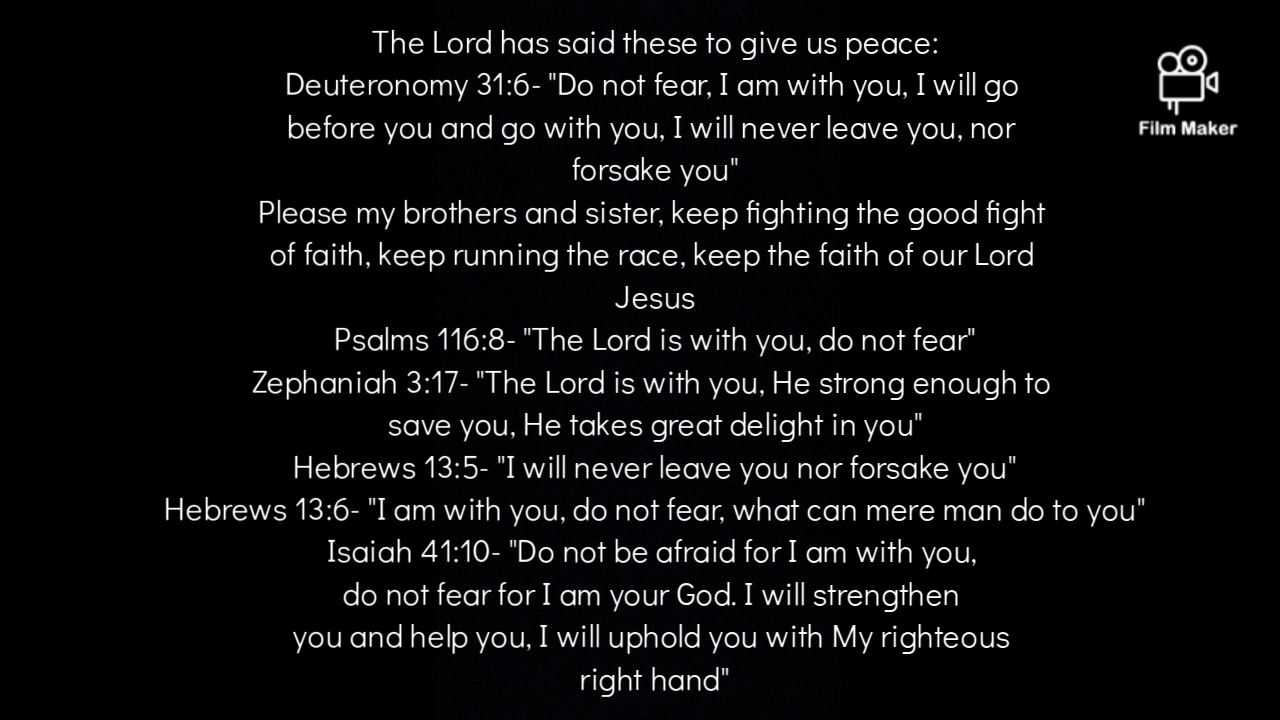 The Lord has said these to give us peace:
Deuteronomy 31:6- "Do not fear, I am with you, I will go
before you and go with you, I will never leave you, nor
forsake you"
Please my brothers and sister, keep fighting the good fight
of faith, keep running the race, keep the faith of our Lord
Jesus
Psalms 116:8- "The Lord is with you, do not fear"
Zephaniah 3:17- "The Lord is with you, He strong enough to
save you, He takes great delight in you"
Hebrews 13:5- "I will never leave you nor forsake you"
Hebrews 13:6- "I am with you, do not fear, what can mere man do to you"
Isaiah 41:10- "Do not be afraid for I am with you,
do not fear for I am your God. I will strengthen
you and help you, I will uphold you with My righteous
right hand"
Film Maker